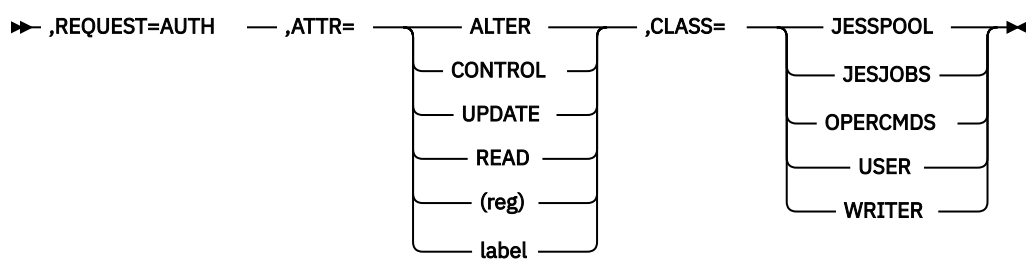 ,REQUEST=AUTH ,ATTR= ALTER ,CLASS= JESSPOOL
CONTROL JESJOBS
UPDATE OPERCMDS
READ USER
(reg) WRITER
label